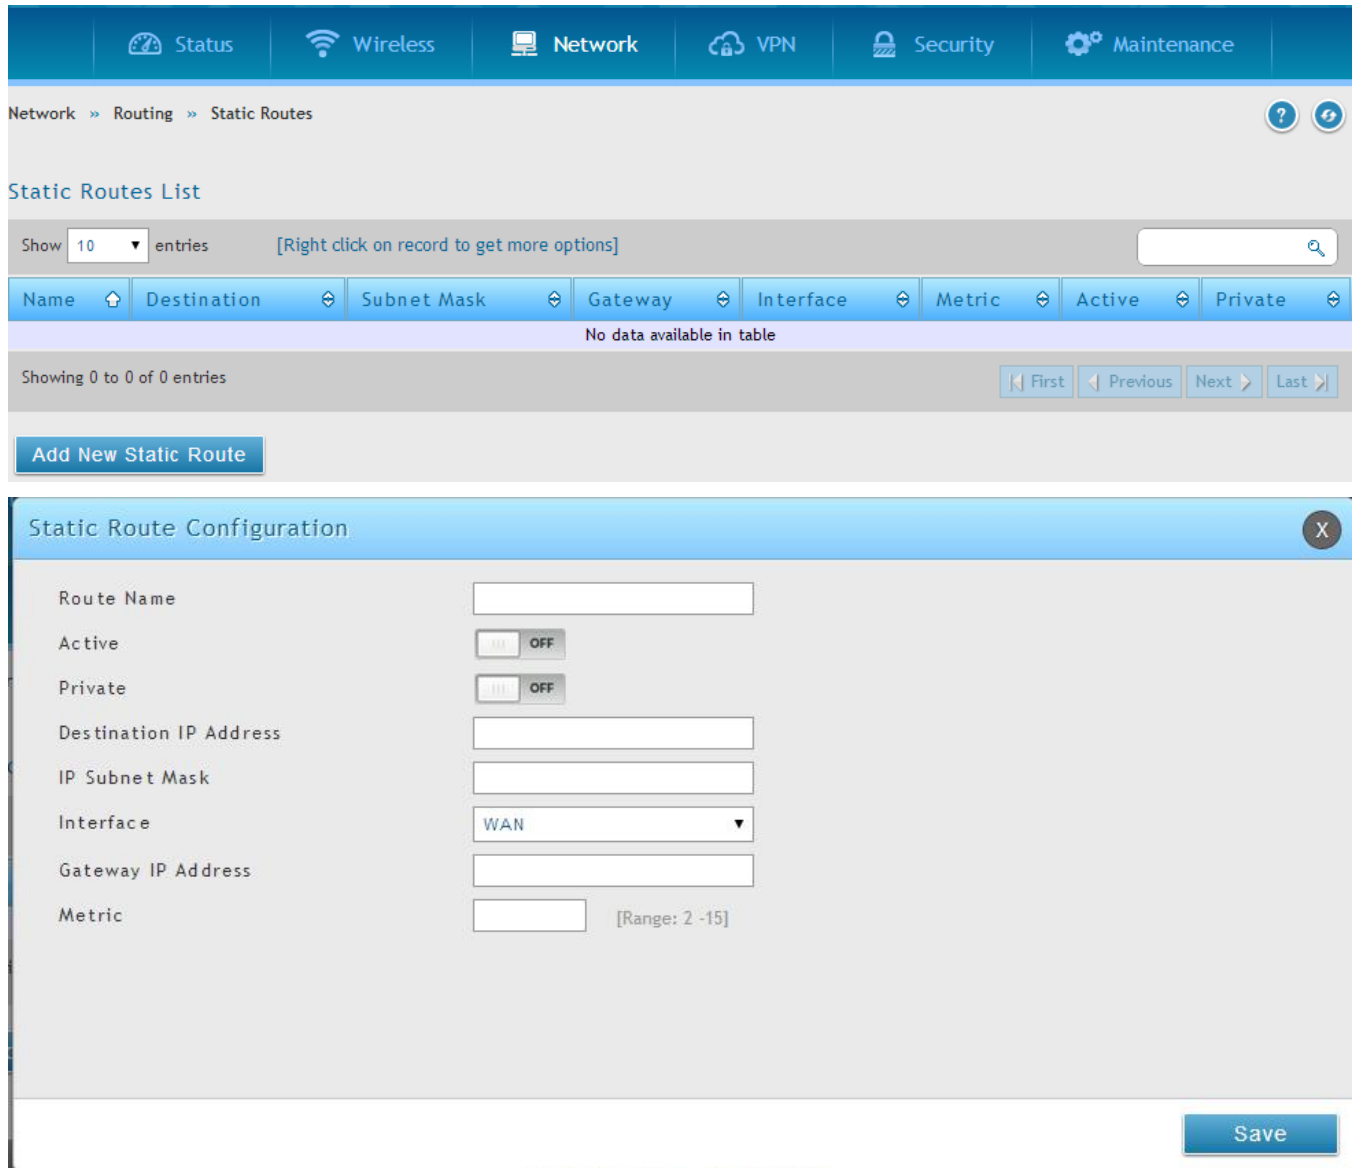 Status Wireless Network VPN Security Maintenance
Network » Routing » Static Routes
Static Routes List
Show 10 entries [Right click on record to get more options]
Name Destination Subnet Mask Gateway Interface Metric Active Private
No data available in table
Showing 0 to 0 of 0 entries First Previous Next Last
Add New Static Route
Static Route Configuration X
Route Name
Active OFF
Private OFF
Destination IP Address
IP Subnet Mask
Interface WAN
Gateway IP Address
Metric [Range: 2 -15]
Save